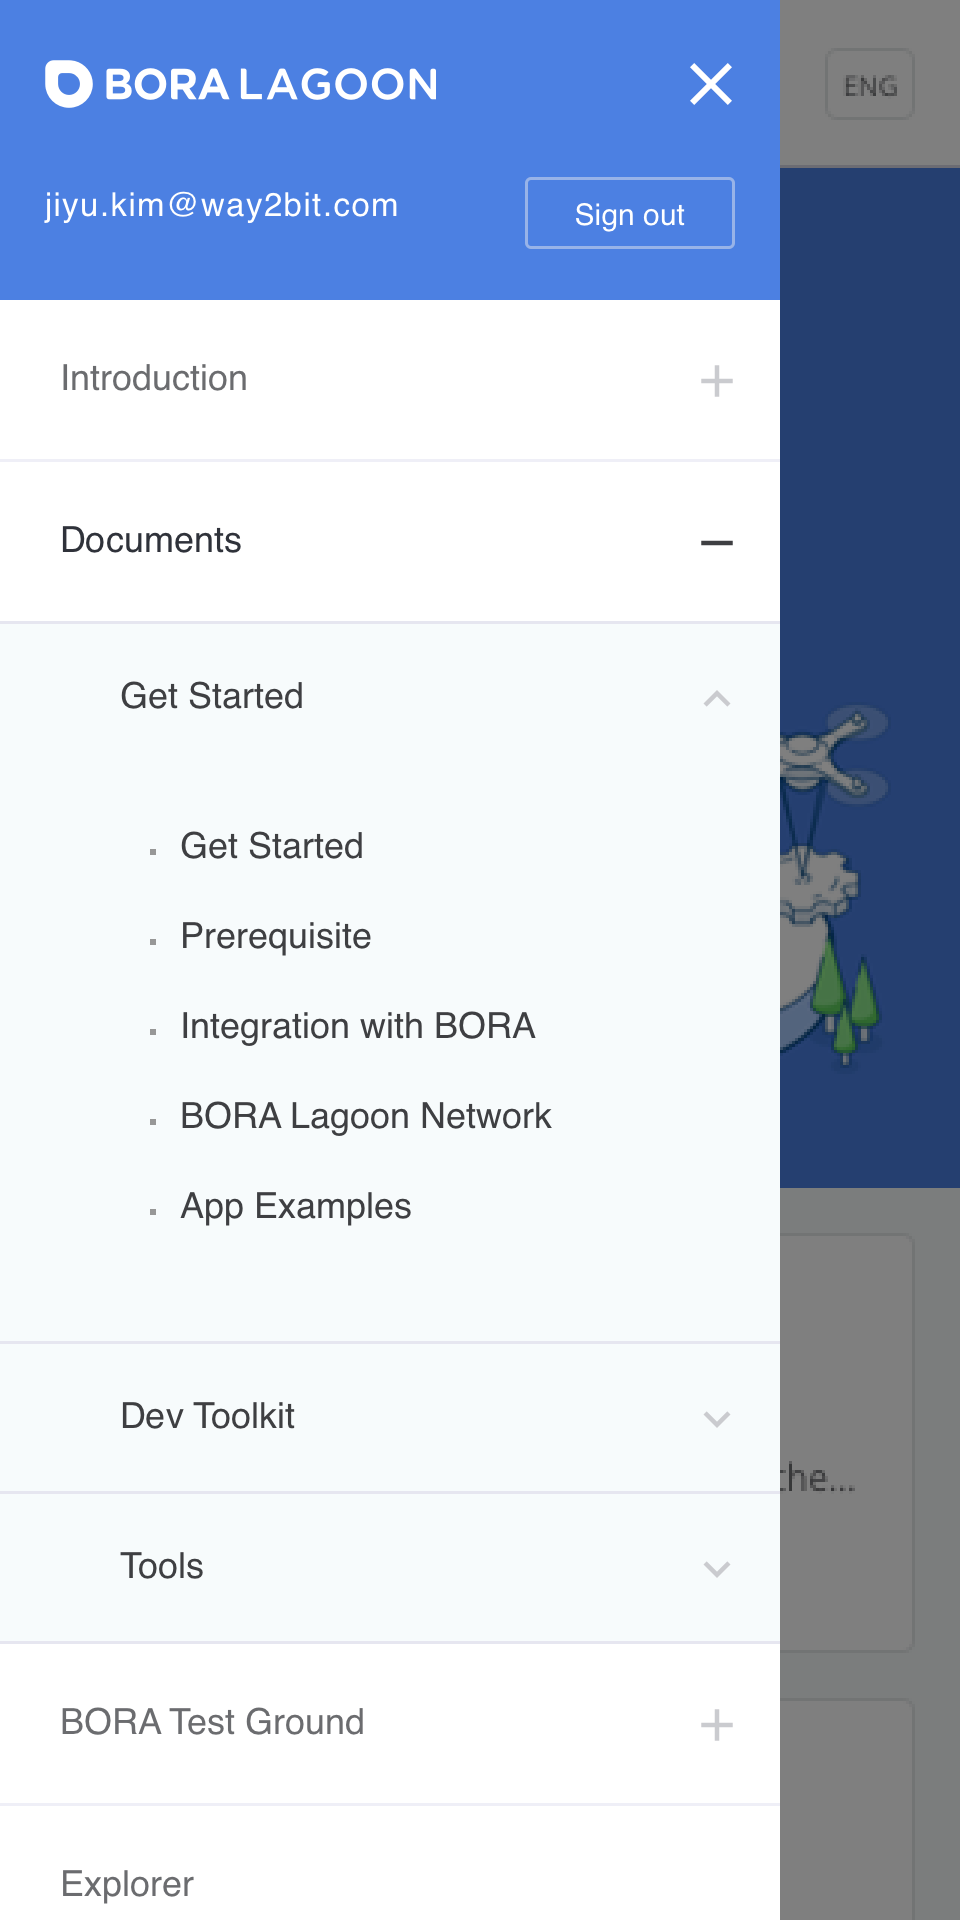 BORA LAGOON
ENG
jiyu.kim@way2bit.com
Sign out
Introduction
Documents
Get Started
Get Started
Prerequisite
Integration with BORA
BORA Lagoon Network
App Examples
Dev Toolkit
che...
Tools
BORA Test Ground
Explorer